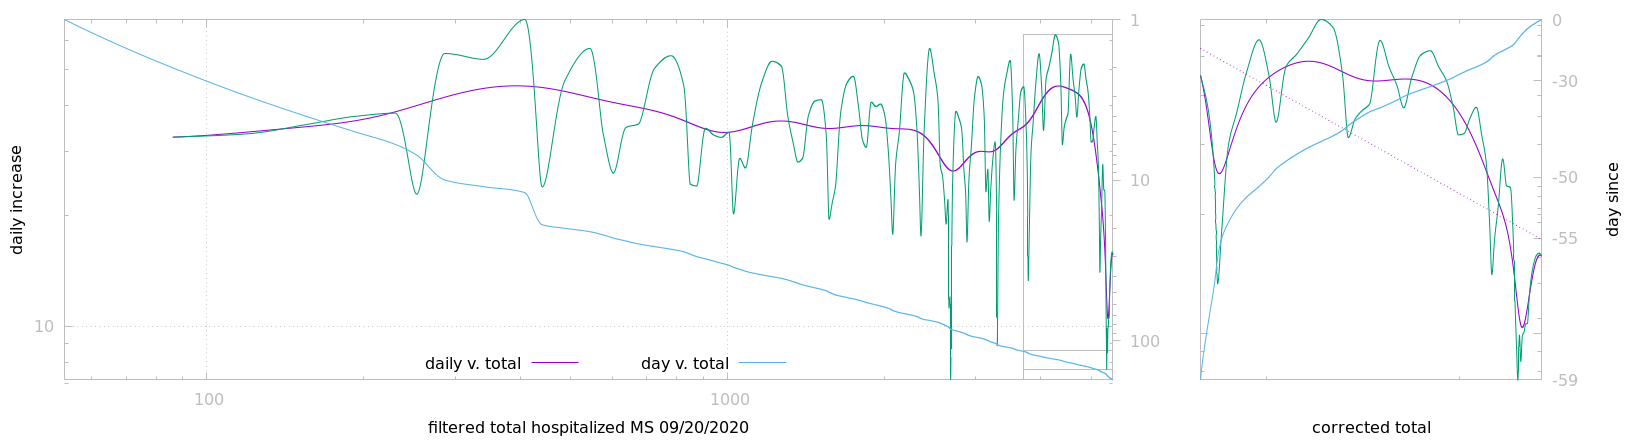 daily increase
10
daily v. total
day v. total
100
1000
filtered total hospitalized MS 09/20/2020
1
10
100
0
-30
-50
-55
-59
day since
corrected total